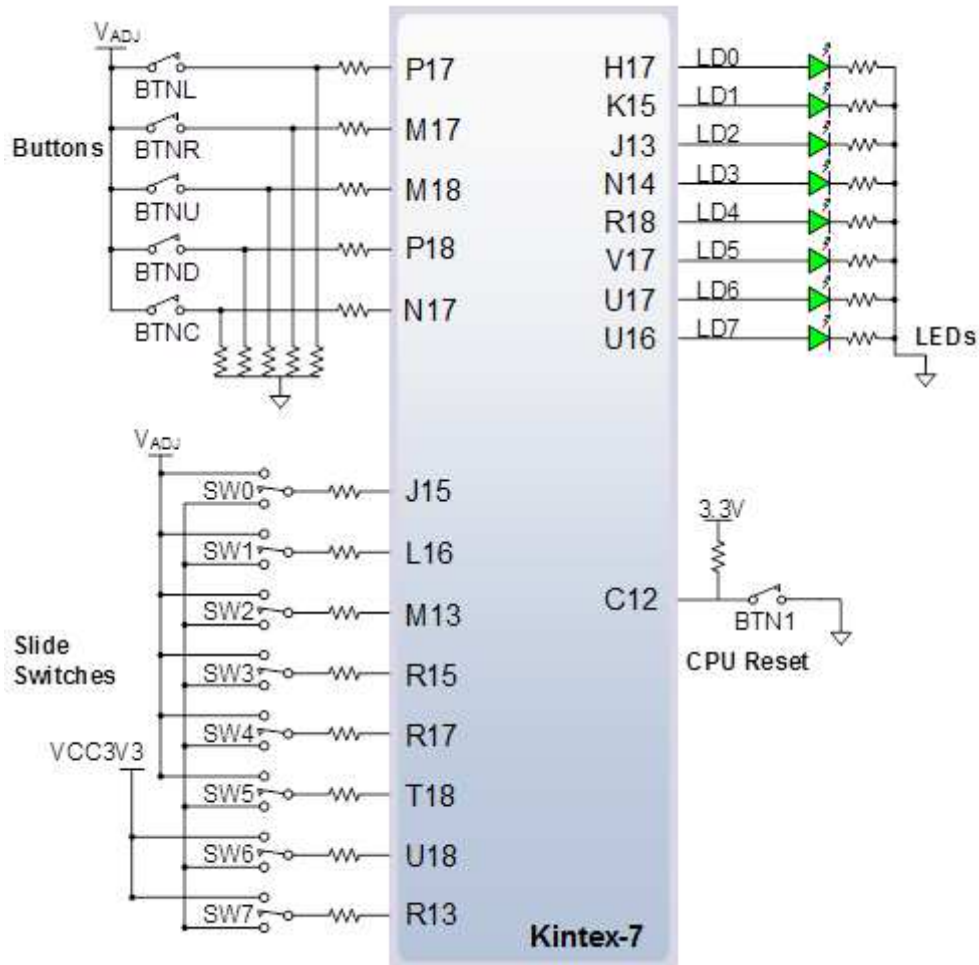 VADJ
BTNL
BTNR
Buttons
BTNU
BTND
BTNC
P17
M17
M18
P18
N17
H17
K15
J13
N14
R18
V17
U17
U16
LD0
LD1
LD2
LD3
LD4
LD5
LD6
LD7
LEDs
VADJ
SW0
SW1
SW2
Slide
Switches
SW3
SW4
VCC3V3
SW5
SW6
SW7
J15
L16
M13
R15
R17
T18
U18
R13
C12
3.3V
BTN1
CPU Reset
Kintex-7